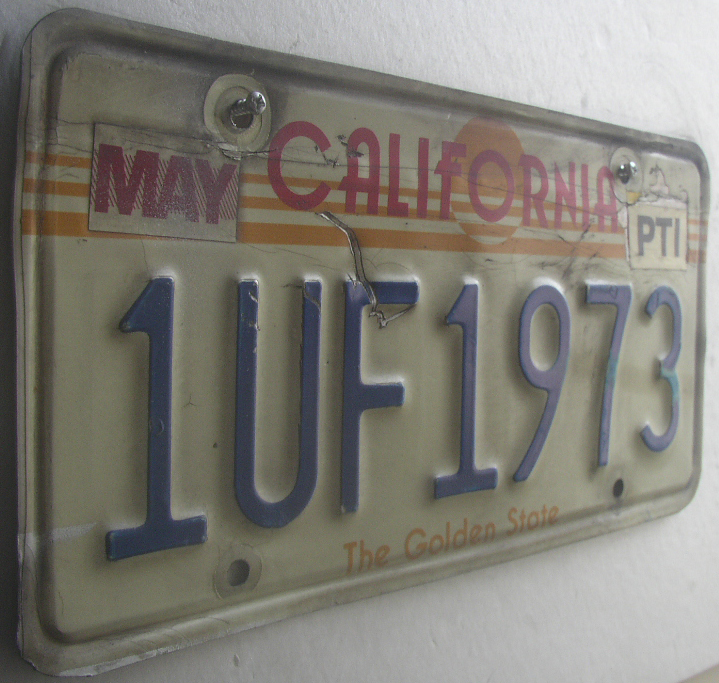 MAY CALIFORNIA PTI
1UF1973
The Golden State